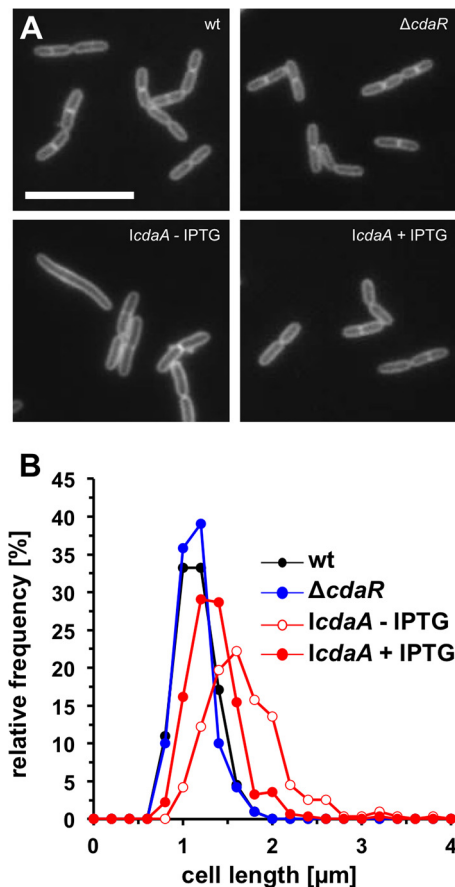 A
wt
ΔcdaR
IcdaA - IPTG
IcdaA + IPTG
B
45
40
35
30
25
20
15
10
5
0
relative frequency [%]
wt
ΔcdaR
IcdaA - IPTG
IcdaA + IPTG
0 1 2 3 4
cell length [µm]